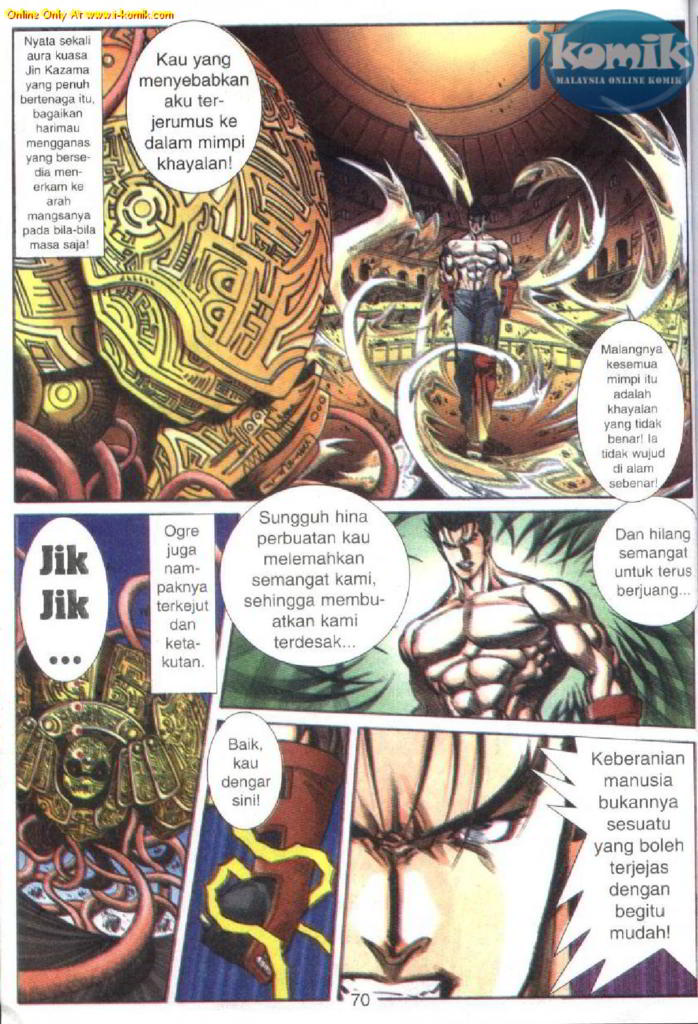 Online Only At www.i-komik.com
ikomik
MALAYSIA ONLINE KOMIK
Nyata sekali
aura kuasa
Jin Kazama
yang penuh
bertenaga itu,
bagaikan
harimau
mengganas
yang berse-
dia men-
erkam ke
arah
mangsanya
pada bila-bila
masa saja!
Kau yang
menyebabkan
aku ter-
jerumus ke
dalam mimpi
khayalan!
Malangnya
kesemua
mimpi itu
adalah
khayalan
yang tidak
benar! Ia
tidak wujud
di alam
sebenar!
Jik
Jik
...
Ogre
juga
nam-
paknya
terkejut
dan
keta-
kutan.
Sungguh hina
perbuatan kau
melemahkan
semangat kami,
sehingga membu-
atkan kami
terdesak...
Dan hilang
semangat
untuk terus
berjuang...
Baik,
kau
dengar
sini!
Keberanian
manusia
bukannya
sesuatu
yang boleh
terjejas
dengan
begitu
mudah!
70